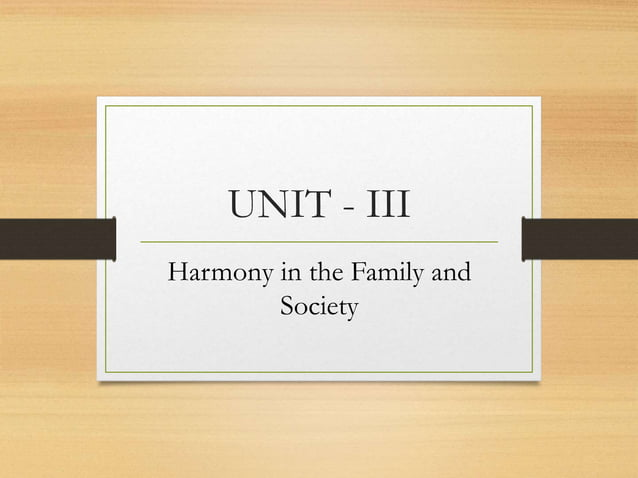 UNIT - III
Harmony in the Family and
Society